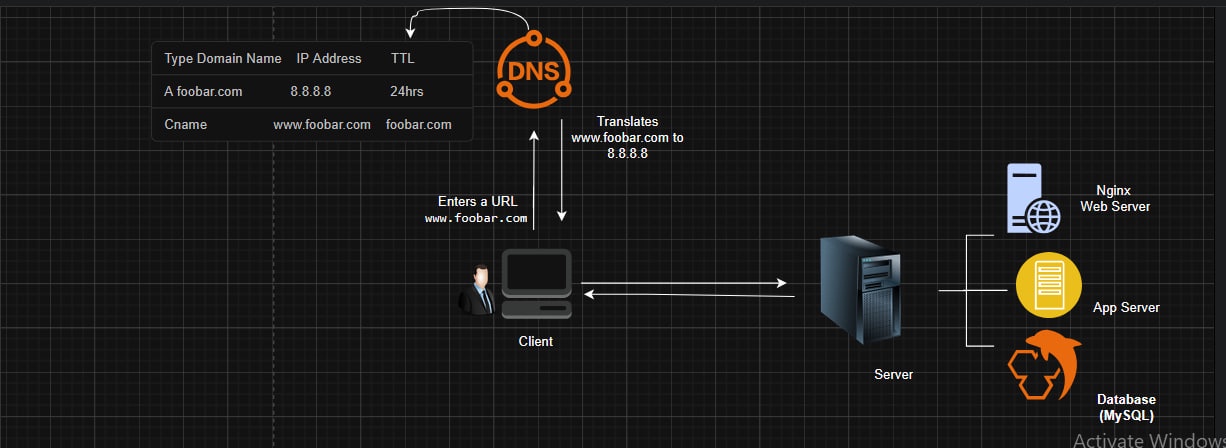 Type Domain Name IP Address TTL
A foobar.com 8.8.8.8 24hrs
Cname www.foobar.com foobar.com
DNS
Translates
www.foobar.com to
8.8.8.8
Enters a URL
www.foobar.com
Client
Server
Nginx
Web Server
App Server
Database
(MySQL)
Activate Windows